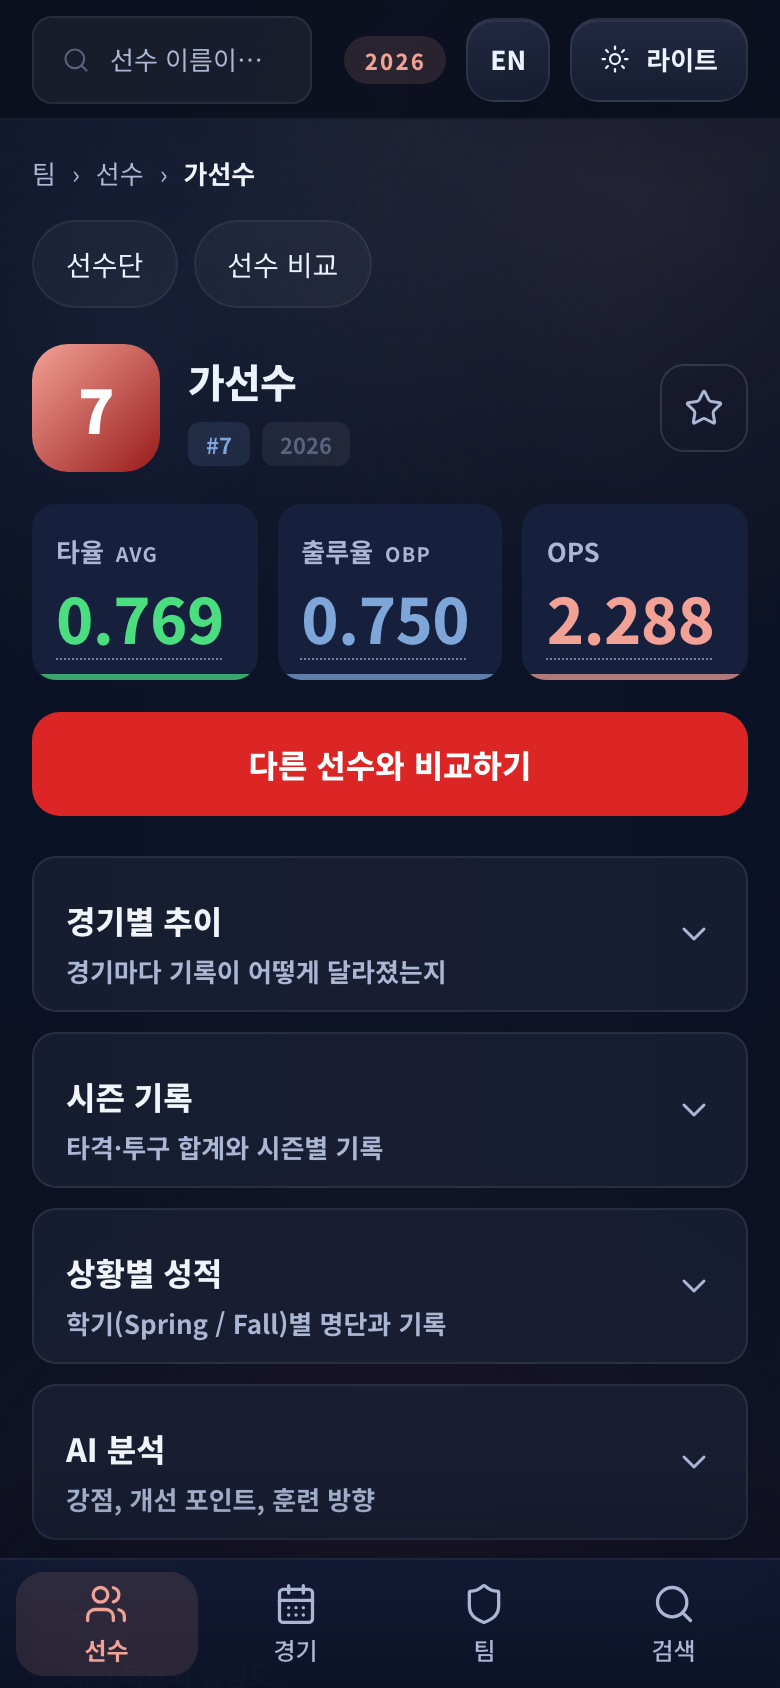 선수 이름이…
2026
EN
라이트
팀 › 선수 › 가선수
선수단
선수 비교
7
가선수
#7
2026
타율 AVG
0.769
출루율 OBP
0.750
OPS
2.288
다른 선수와 비교하기
경기별 추이
경기마다 기록이 어떻게 달라졌는지
시즌 기록
타격·투구 합계와 시즌별 기록
상황별 성적
학기(Spring / Fall)별 명단과 기록
AI 분석
강점, 개선 포인트, 훈련 방향
선수
경기
팀
검색